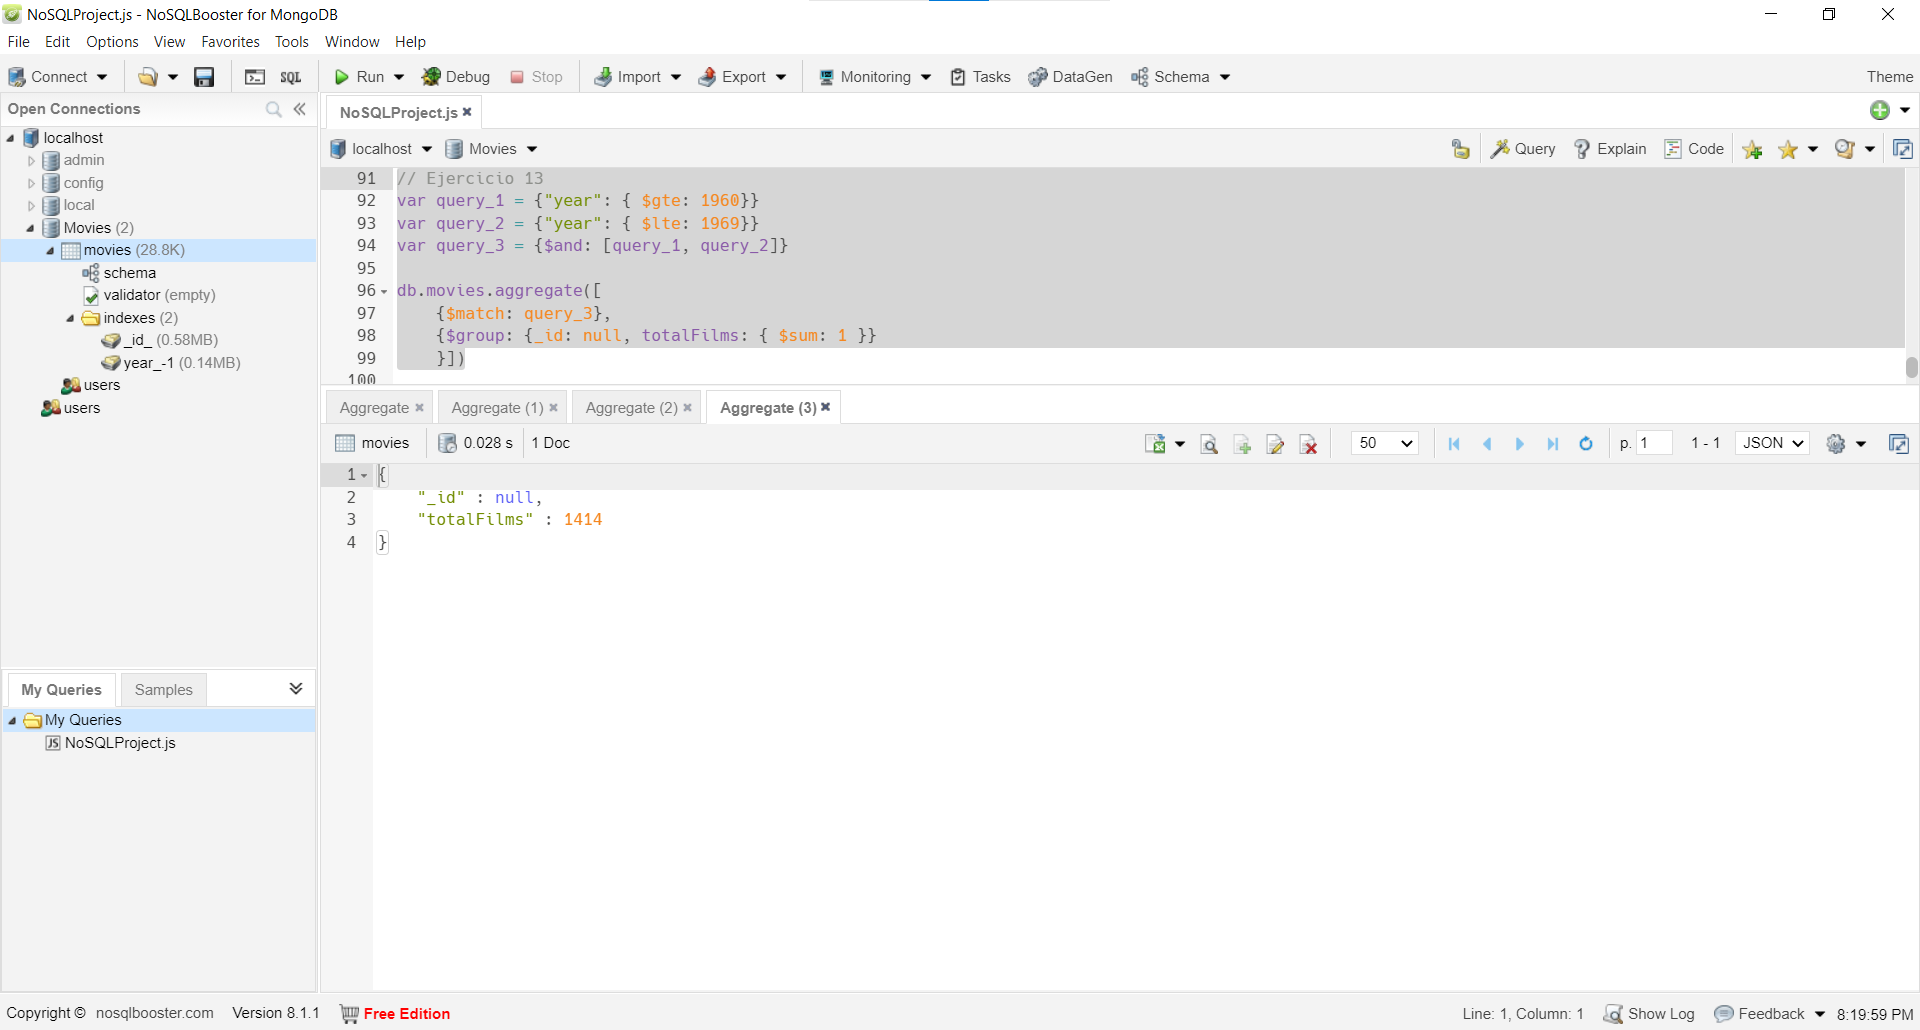 NoSQLProject.js - NoSQLBooster for MongoDB
File Edit Options View Favorites Tools Window Help
Connect SQL Run Debug Stop Import Export Monitoring Tasks DataGen Schema Theme
Open Connections
localhost
admin
config
local
Movies (2)
movies (28.8K)
schema
validator (empty)
indexes (2)
_id_ (0.58MB)
year_-1 (0.14MB)
users
users
My Queries Samples
My Queries
JS NoSQLProject.js
NoSQLProject.js
localhost Movies Query Explain Code
91 // Ejercicio 13
92 var query_1 = {"year": { $gte: 1960}}
93 var query_2 = {"year": { $lte: 1969}}
94 var query_3 = {$and: [query_1, query_2]}
95
96 db.movies.aggregate([
97 {$match: query_3},
98 {$group: {_id: null, totalFilms: { $sum: 1 }}
99 }])
100
Aggregate Aggregate (1) Aggregate (2) Aggregate (3)
movies 0.028 s 1 Doc 50 p. 1 1 - 1 JSON
1 {
2 "_id" : null,
3 "totalFilms" : 1414
4 }
Copyright © nosqlbooster.com Version 8.1.1 Free Edition Line: 1, Column: 1 Show Log Feedback 8:19:59 PM